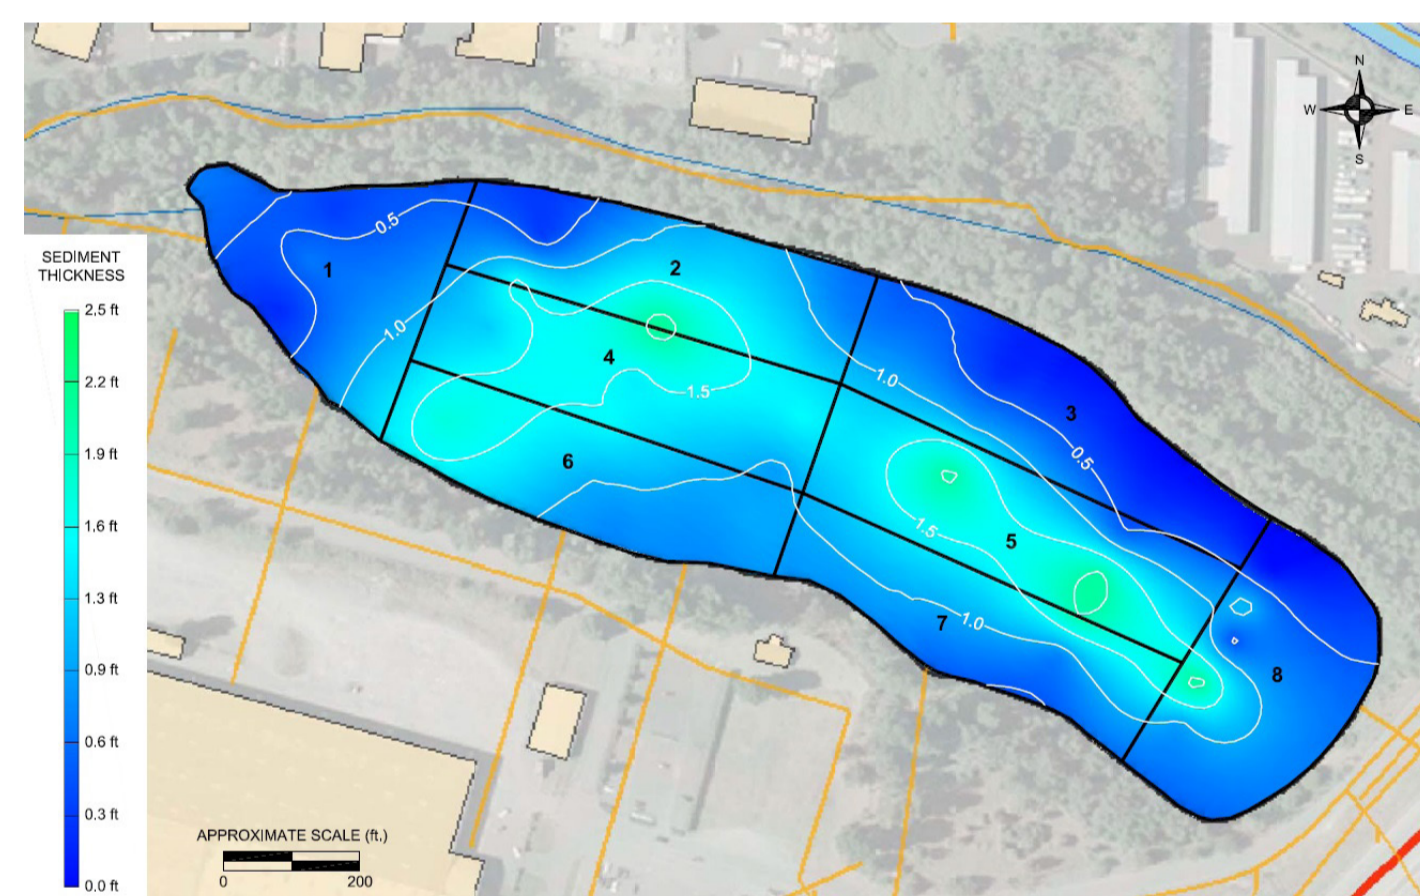 N
W
E
S
0.5
1
2
SEDIMENT
THICKNESS
2.5 ft
1.0
4
2.2 ft
1.5
1.0
3
1.9 ft
6
0.5
1.6 ft
1.5
5
1.3 ft
7
1.0
0.9 ft
8
0.6 ft
0.3 ft
APPROXIMATE SCALE (ft.)
0.0 ft
0
200